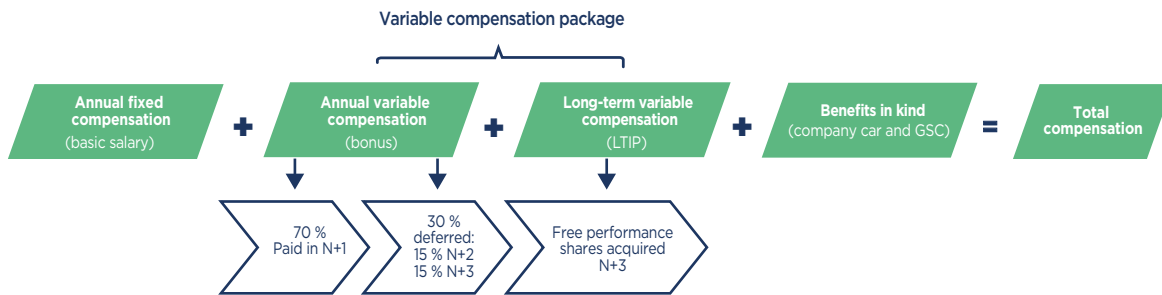 Variable compensation package
Annual fixed
compensation
(basic salary)
+
Annual variable
compensation
(bonus)
+
Long-term variable
compensation
(LTIP)
+
Benefits in kind
(company car and GSC)
=
Total
compensation
70 %
Paid in N+1
30 %
deferred:
15 % N+2
15 % N+3
Free performance
shares acquired
N+3